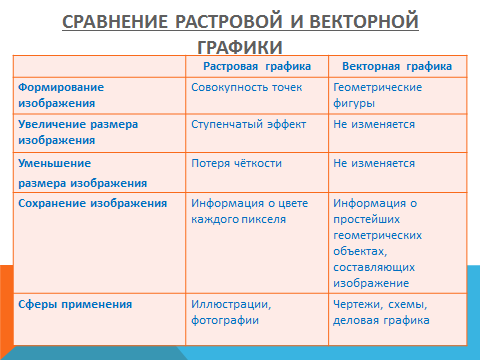 СРАВНЕНИЕ РАСТРОВОЙ И ВЕКТОРНОЙ
ГРАФИКИ
Растровая графика
Векторная графика
Формирование
изображения
Совокупность точек
Геометрические
фигуры
Увеличение размера
изображения
Ступенчатый эффект
Не изменяется
Уменьшение
размера изображения
Потеря чёткости
Не изменяется
Сохранение изображения
Информация о цвете
каждого пикселя
Информация о
простейших
геометрических
объектах,
составляющих
изображение
Сферы применения
Иллюстрации,
фотографии
Чертежи, схемы,
деловая графика